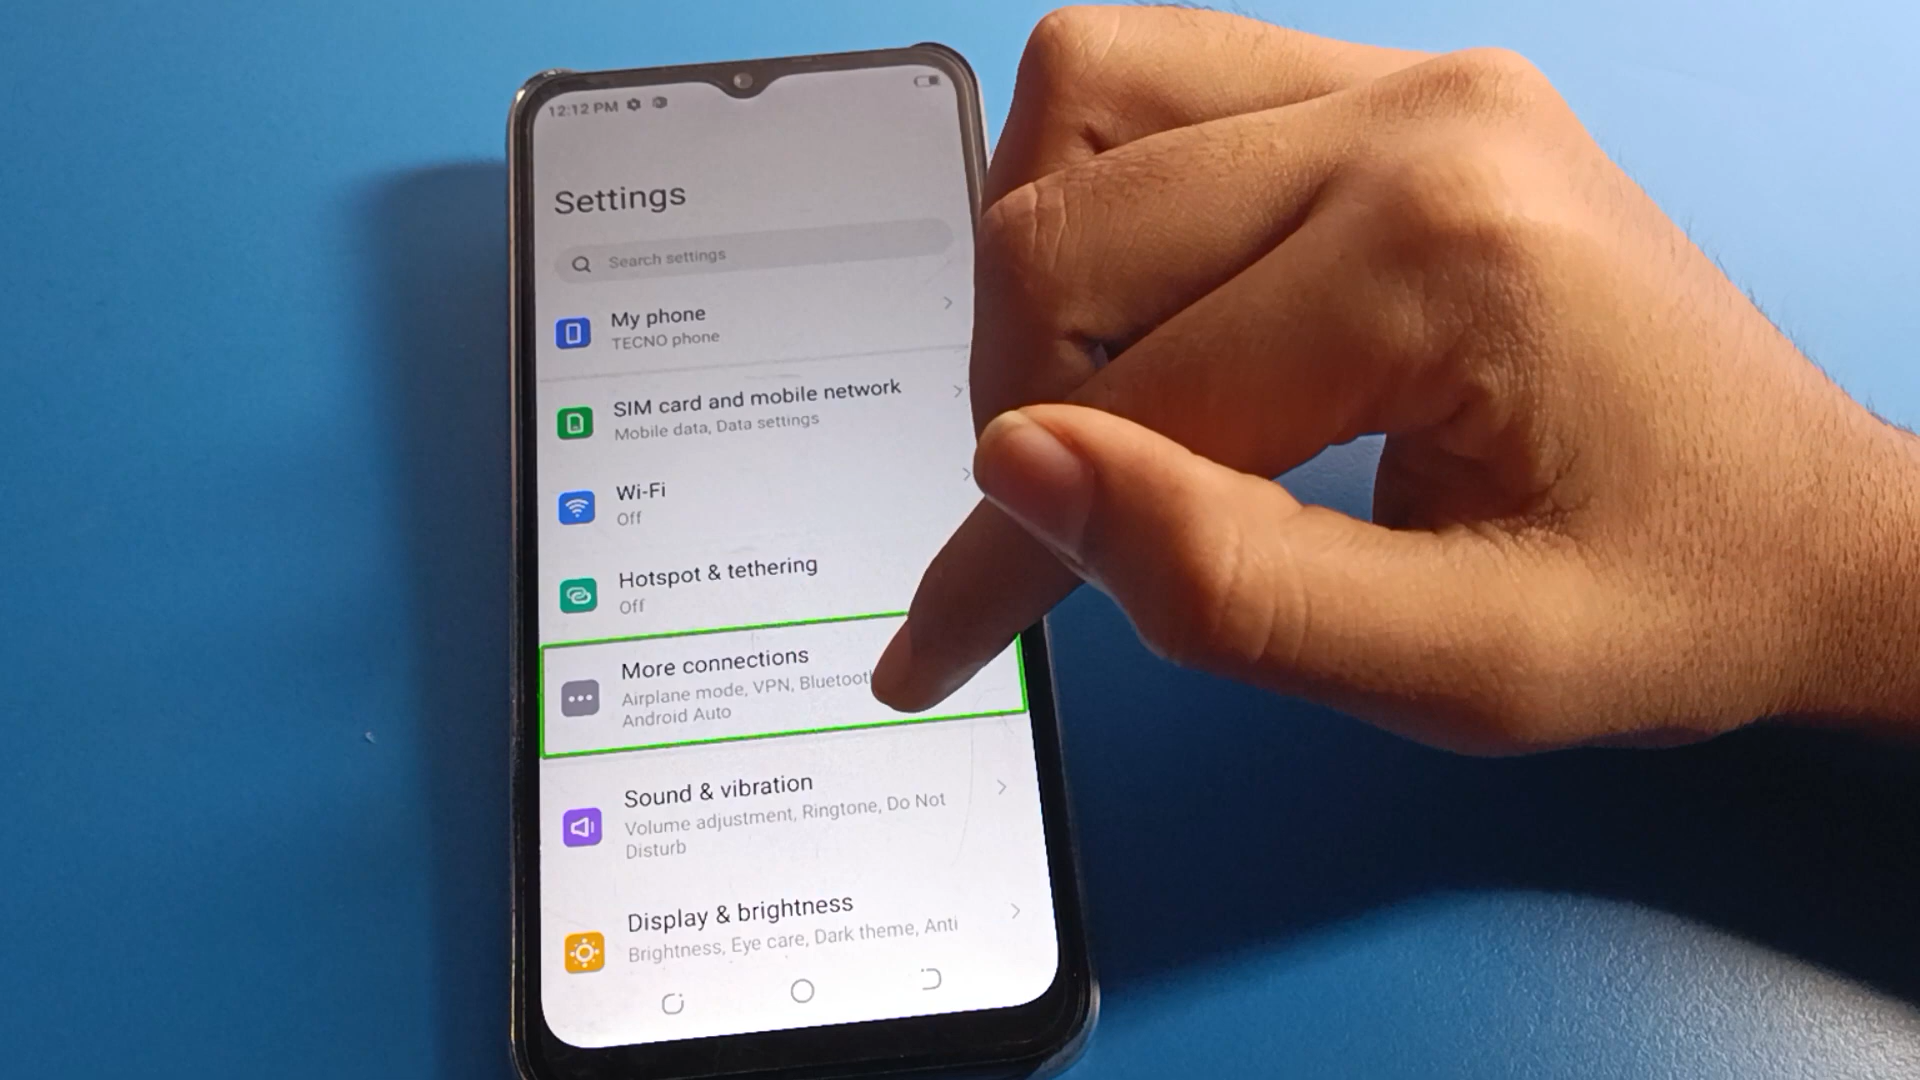 12:12 PM
Settings
Search settings
My phone
TECNO phone
SIM card and mobile network
Mobile data, Data settings
Wi-Fi
Off
Hotspot & tethering
Off
More connections
Airplane mode, VPN,
Android Auto
Sound & vibration
Volume adjustment, Ringtone, Do Not
Disturb
Display & brightness
Brightness, Eye care, Dark theme, Anti